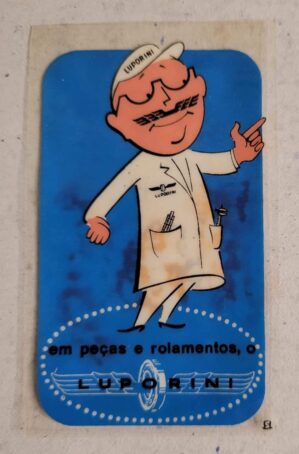 LUPORINI
LUPORINI
em peças e rolamentos, o
LUPORINI